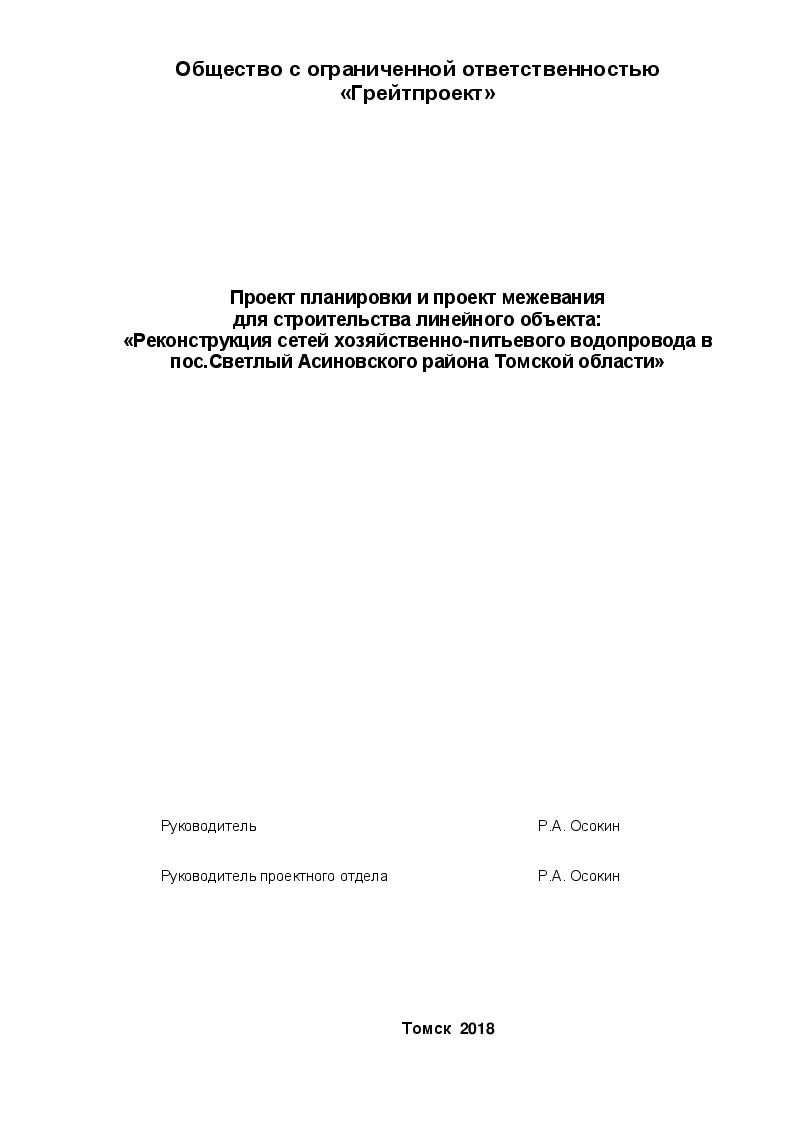 Общество с ограниченной ответственностью
«Грейтпроект»
Проект планировки и проект межевания
для строительства линейного объекта:
«Реконструкция сетей хозяйственно-питьевого водопровода в
пос.Светлый Асиновского района Томской области»
Руководитель Р.А. Осокин
Руководитель проектного отдела Р.А. Осокин
Томск 2018